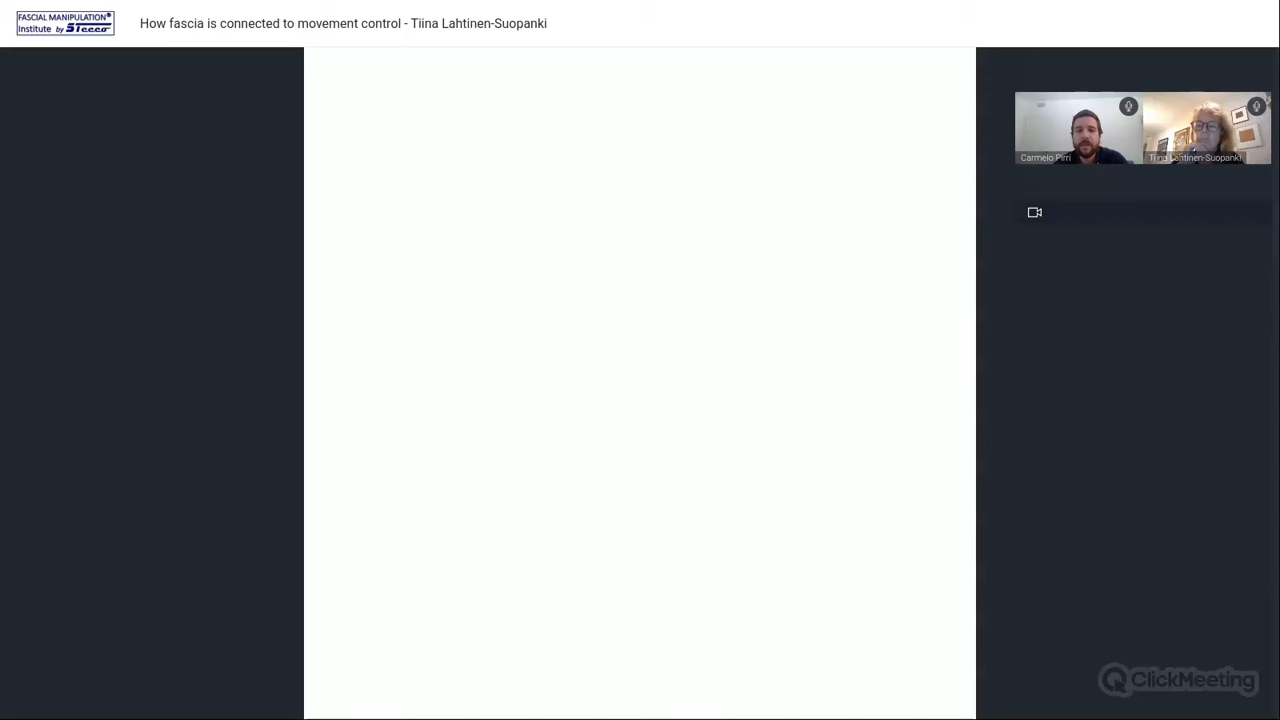 FASCIAL MANIPULATION®
Institute by Stecco
How fascia is connected to movement control - Tiina Lahtinen-Suopanki
Carmelo Pirri
Tiina Lahtinen-Suopanki
ClickMeeting